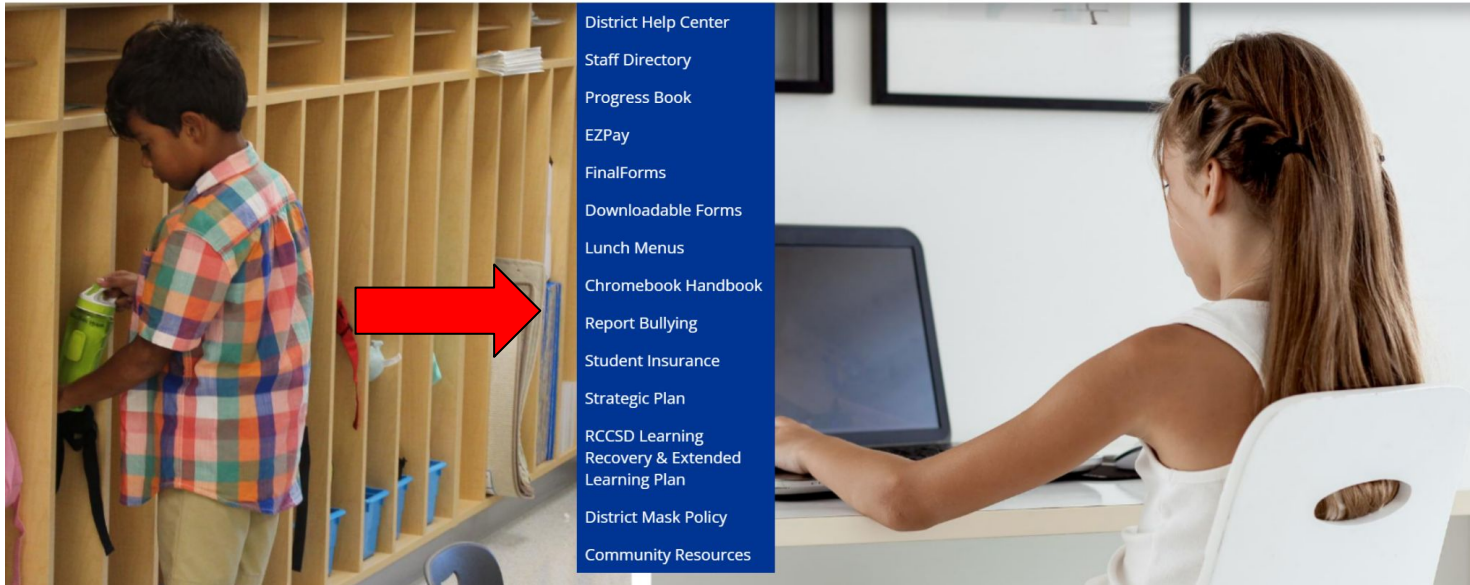 District Help Center
Staff Directory
Progress Book
EZPay
FinalForms
Downloadable Forms
Lunch Menus
Chromebook Handbook
Report Bullying
Student Insurance
Strategic Plan
RCCSD Learning
Recovery & Extended
Learning Plan
District Mask Policy
Community Resources